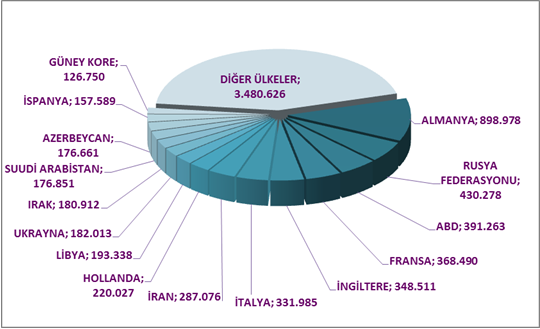 DİĞER ÜLKELER;
3.480.626
ALMANYA; 898.978
RUSYA
FEDERASYONU;
430.278
ABD; 391.263
FRANSA; 368.490
İNGİLTERE; 348.511
İTALYA; 331.985
İRAN; 287.076
HOLLANDA;
220.027
LİBYA; 193.338
UKRAYNA; 182.013
IRAK; 180.912
SUUDİ ARABİSTAN;
176.851
AZERBEYCAN;
176.661
İSPANYA; 157.589
GÜNEY KORE;
126.750